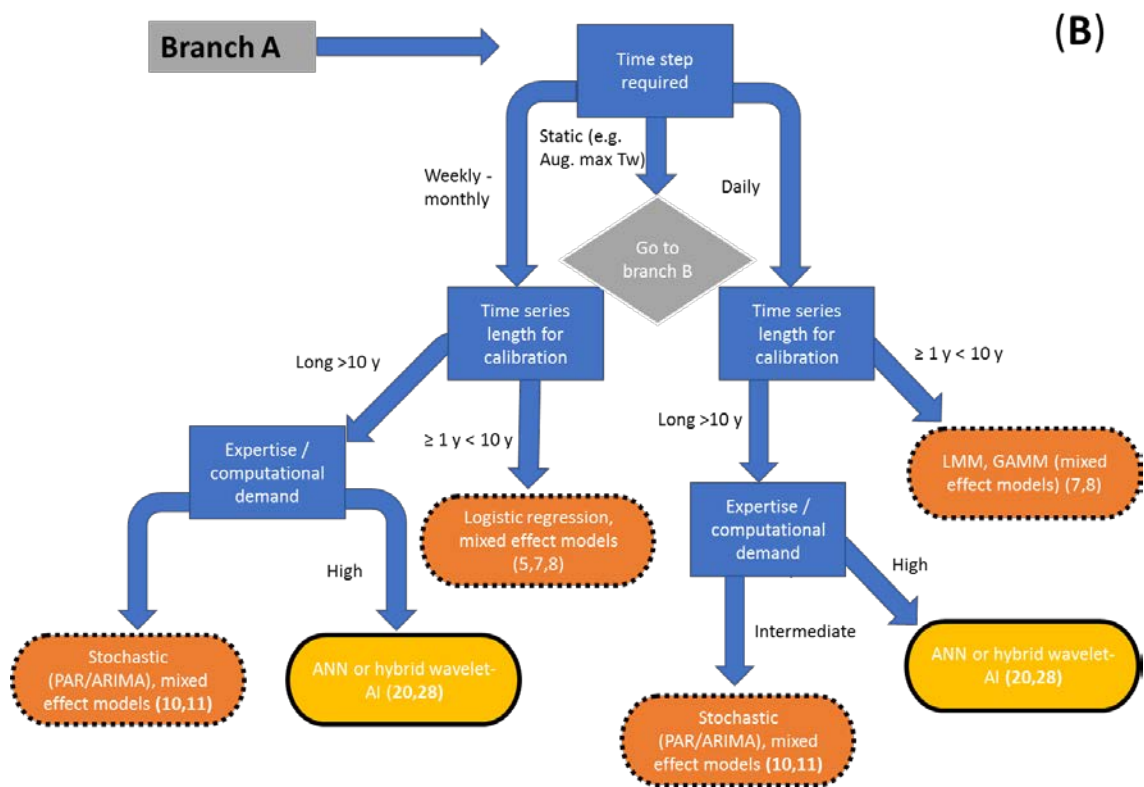 Branch A
(B)
Time step
required
Static (e.g.
Aug. max Tw)
Weekly -
monthly
Daily
Go to
branch B
Time series
length for
calibration
Time series
length for
calibration
Long >10 y
≥ 1 y < 10 y
≥ 1 y < 10 y
Long >10 y
Expertise /
computational
demand
LMM, GAMM (mixed
effect models) (7,8)
Logistic regression,
mixed effect models
(5,7,8)
Expertise /
computational
demand
High
High
Intermediate
Stochastic
(PAR/ARIMA), mixed
effect models (10,11)
ANN or hybrid wavelet-
AI (20,28)
ANN or hybrid wavelet-
AI (20,28)
Stochastic
(PAR/ARIMA), mixed
effect models (10,11)